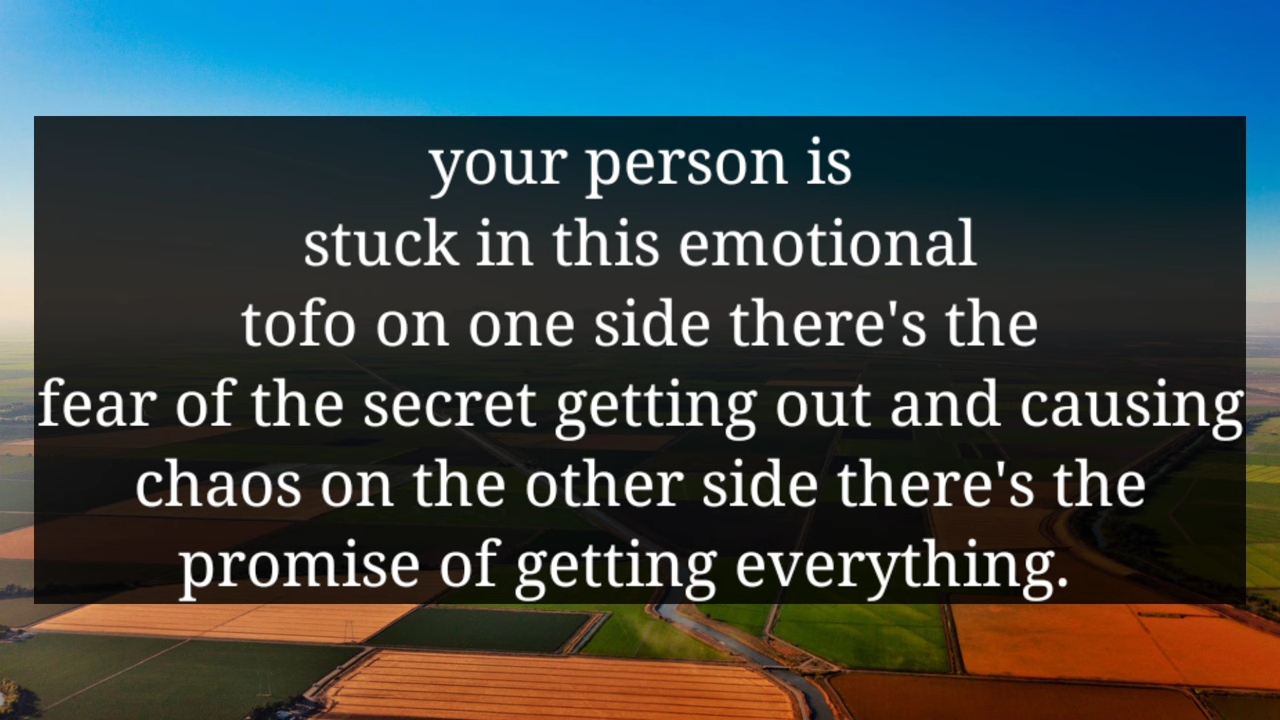 your person is
stuck in this emotional
tofo on one side there's the
fear of the secret getting out and causing
chaos on the other side there's the
promise of getting everything.